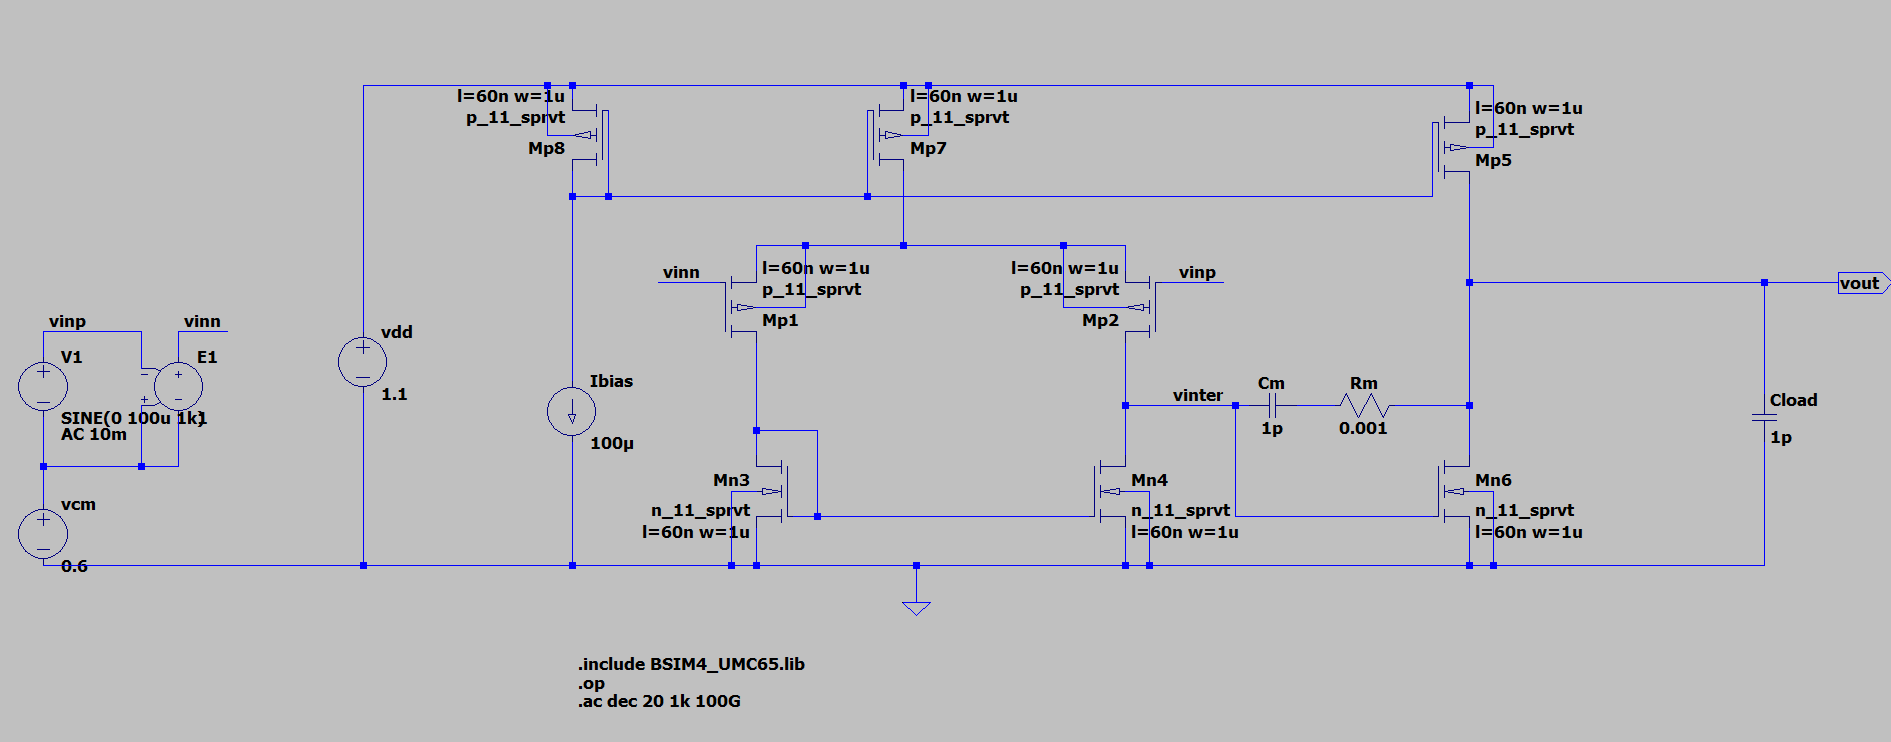 l=60n w=1u
p_11_sprvt
Mp8
l=60n w=1u
p_11_sprvt
Mp7
l=60n w=1u
p_11_sprvt
Mp5
vinn
l=60n w=1u
p_11_sprvt
Mp1
l=60n w=1u
p_11_sprvt
Mp2
vinp
vout
vinp
vinn
V1
E1
SINE(0 100u 1k)
1
AC 10m
vcm
0.6
vdd
1.1
Ibias
100µ
vinter
Cm
1p
Rm
0.001
Cload
1p
Mn3
n_11_sprvt
l=60n w=1u
Mn4
n_11_sprvt
l=60n w=1u
Mn6
n_11_sprvt
l=60n w=1u
.include BSIM4_UMC65.lib
.op
.ac dec 20 1k 100G